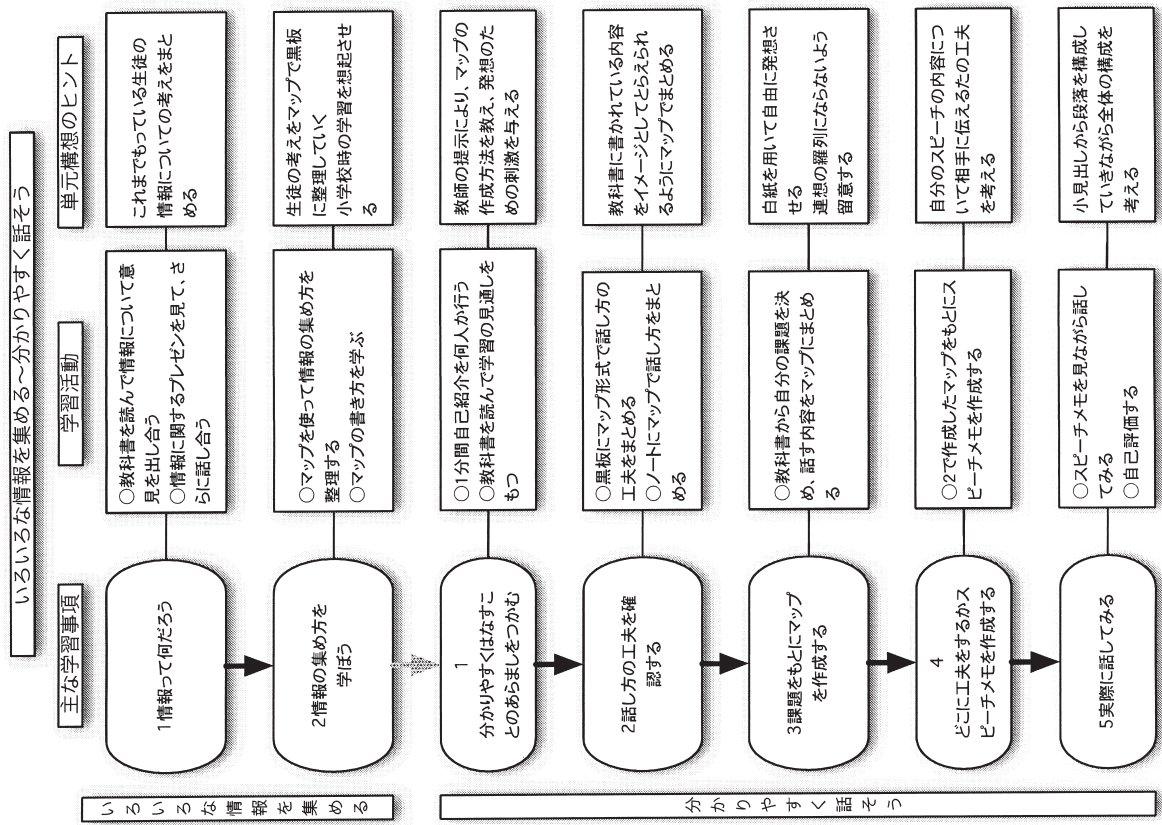 いろいろな情報を集める～分かりやすく話そう
主な学習事項
学習活動
単元構想のヒント
いろいろな情報を集める
1情報って何だろう
○教科書を読んで情報について意
見を出し合う
○情報に関するプレゼンを見て、さ
らに話し合う
これまでもっている生徒の
情報についての考えをまと
める
2情報の集め方を
学ぼう
○マップを使って情報の集め方を
整理する
○マップの書き方を学ぶ
生徒の考えをマップで黒板
に整理していく
小学校時の学習を想起させ
る
分かりやすく話そう
1
分かりやすくはなすこ
とのあらましをつかむ
○1分間自己紹介を何人か行う
○教科書を読んで学習の見通しを
もつ
教師の提示により、マップの
作成方法を教え、発想のた
めの刺激を与える
2話し方の工夫を確
認する
○黒板にマップ形式で話し方の
工夫をまとめる
○ノートにマップで話し方をまと
める
教科書に書かれている内容
をイメージとしてとらえられ
るようにマップでまとめる
3課題をもとにマップ
を作成する
○教科書から自分の課題を決
め、話す内容をマップにまとめ
る
白紙を用いて自由に発想さ
せる
連想の羅列にならないよう
留意する
4
どこに工夫をするかス
ピーチメモを作成する
○2で作成したマップをもとにス
ピーチメモを作成する
自分のスピーチの内容につ
いて相手に伝えるたの工夫
を考える
5実際に話してみる
○スピーチメモを見ながら話し
てみる
○自己評価する
小見出しから段落を構成し
ていきながら全体の構成を
考える